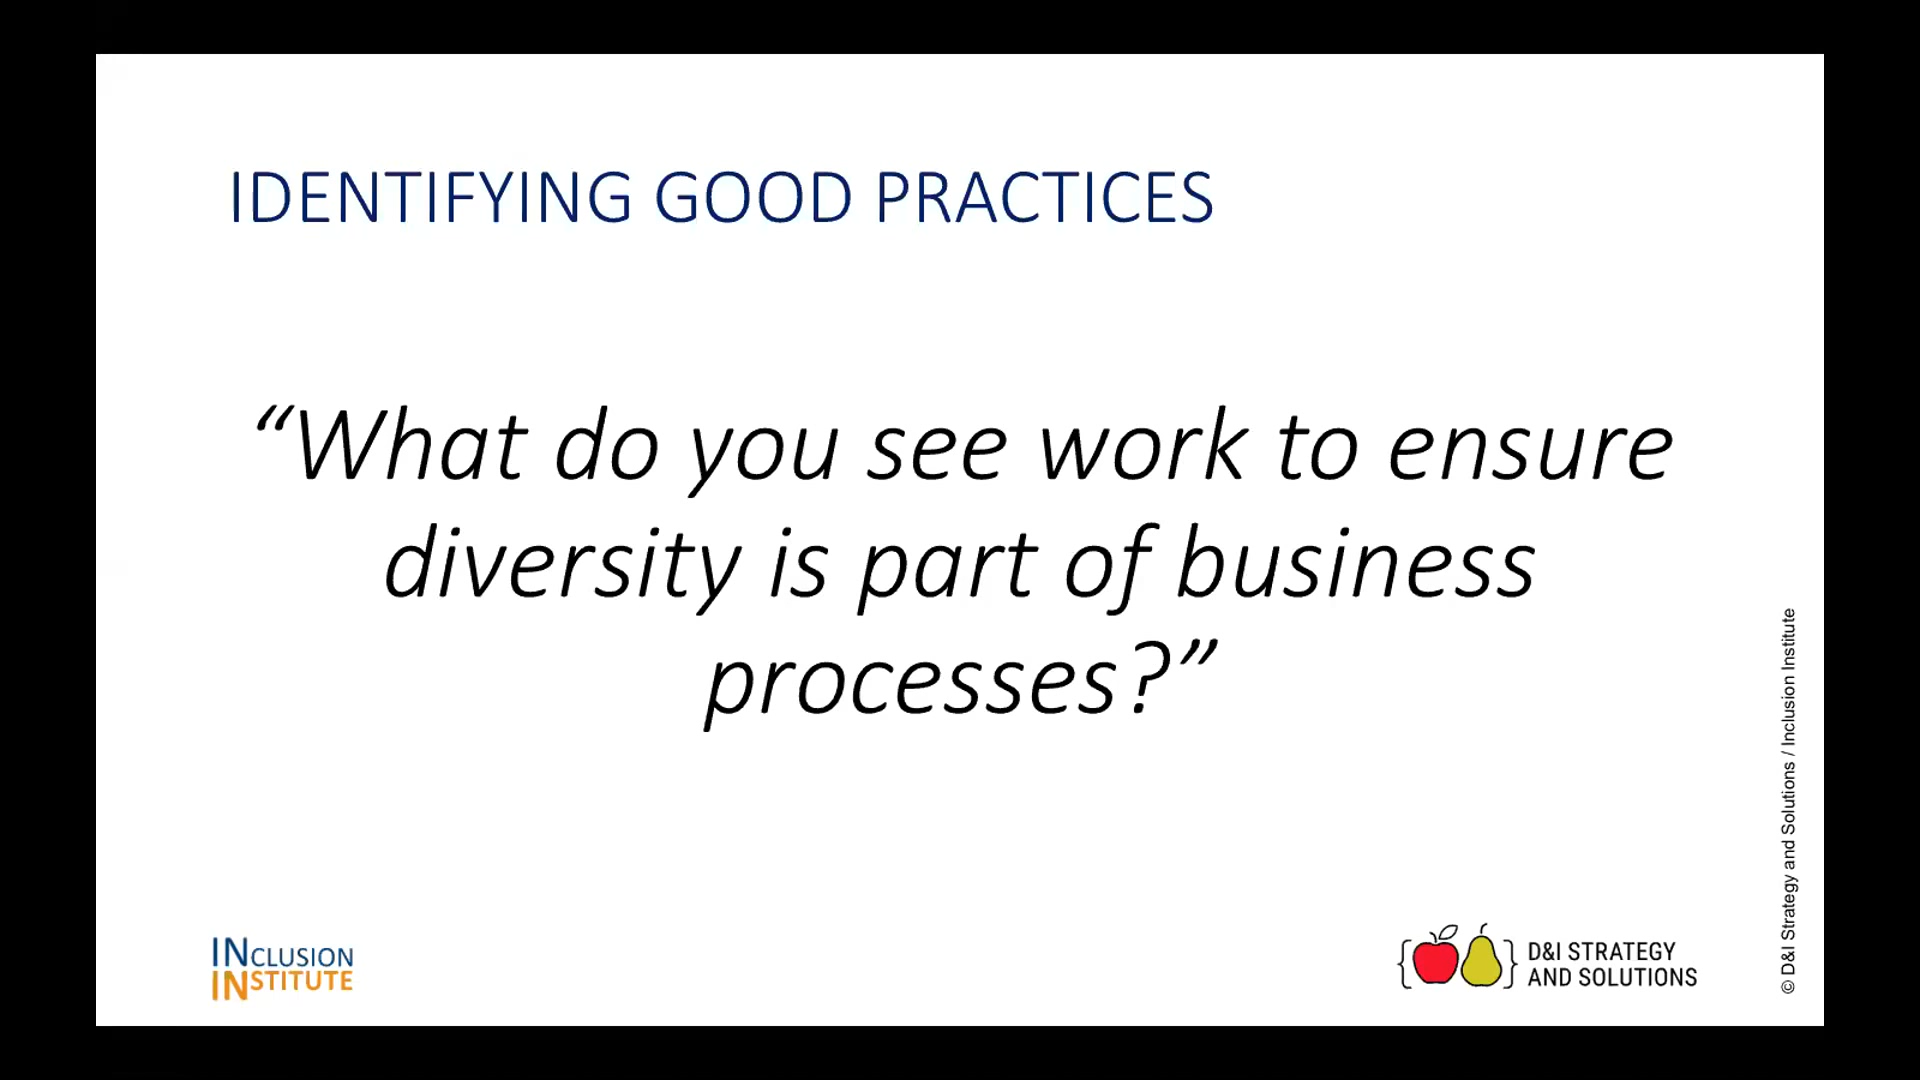 IDENTIFYING GOOD PRACTICES
“What do you see work to ensure
diversity is part of business
processes?”
© D&I Strategy and Solutions / Inclusion Institute
INCLUSION
INSTITUTE
D&I STRATEGY
AND SOLUTIONS